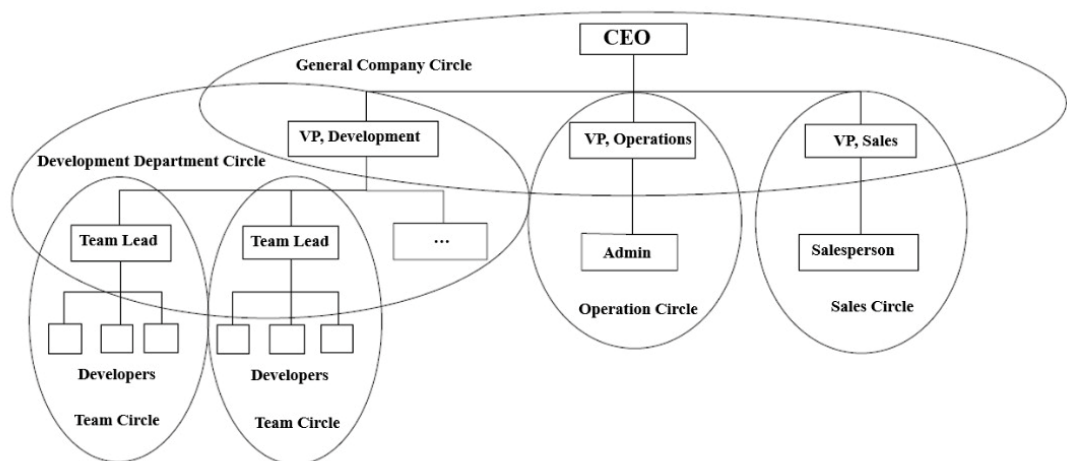 CEO
General Company Circle
VP, Development
VP, Operations
VP, Sales
Development Department Circle
Team Lead
Team Lead
...
Admin
Salesperson
Operation Circle
Sales Circle
Developers
Developers
Team Circle
Team Circle